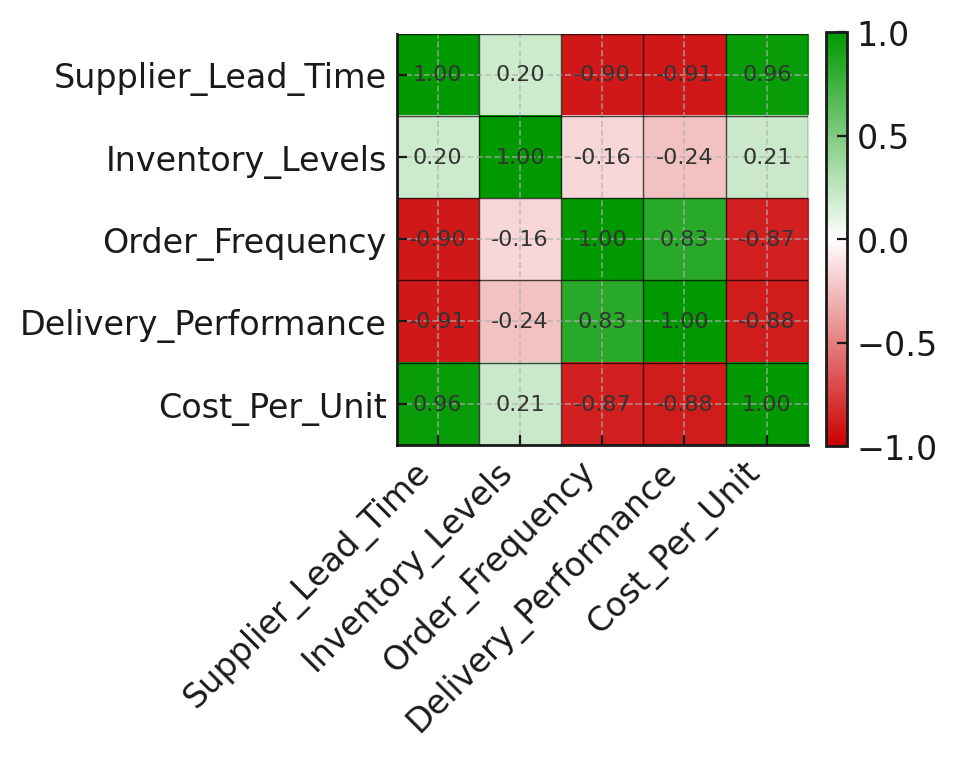 Supplier_Lead_Time 1.00 0.20 -0.90 -0.91 0.96
Inventory_Levels 0.20 1.00 -0.16 -0.24 0.21
Order_Frequency -0.90 -0.16 1.00 0.83 -0.87
Delivery_Performance -0.91 -0.24 0.83 1.00 -0.88
Cost_Per_Unit 0.96 0.21 -0.87 -0.88 1.00
Supplier_Lead_Time
Inventory_Levels
Order_Frequency
Delivery_Performance
Cost_Per_Unit
1.0
0.5
0.0
−0.5
−1.0